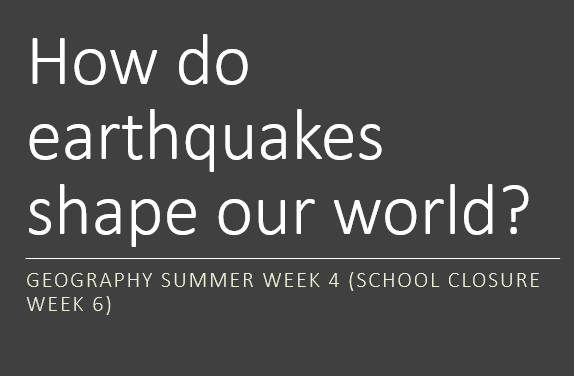 How do
earthquakes
shape our world?
GEOGRAPHY SUMMER WEEK 4 (SCHOOL CLOSURE
WEEK 6)